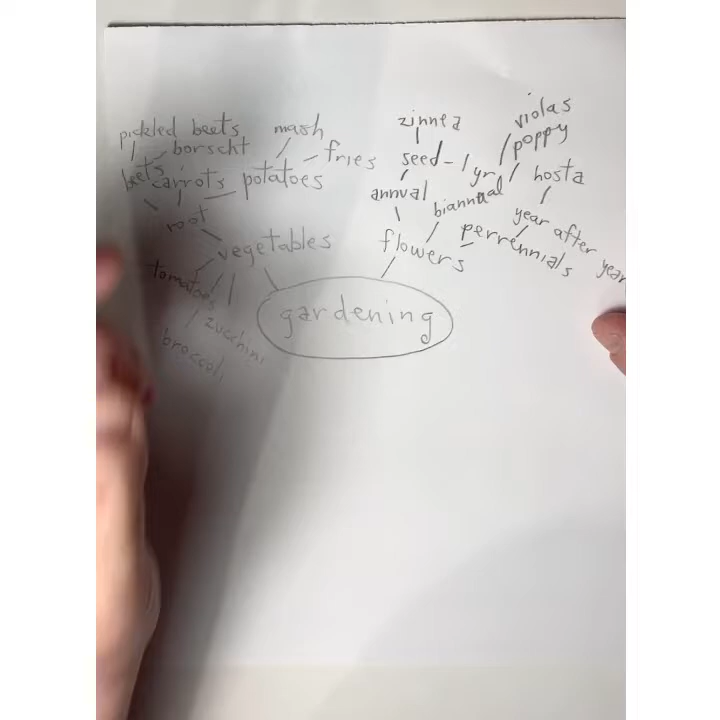 pickled beets
borscht
beets
carrots
mash
fries
potatoes
root
vegetables
tomatoes
zucchini
broccoli
gardening
zinnea
seed - 1 yr
annual
biannual
violas
poppy
hosta
year after year
perrennials
flowers